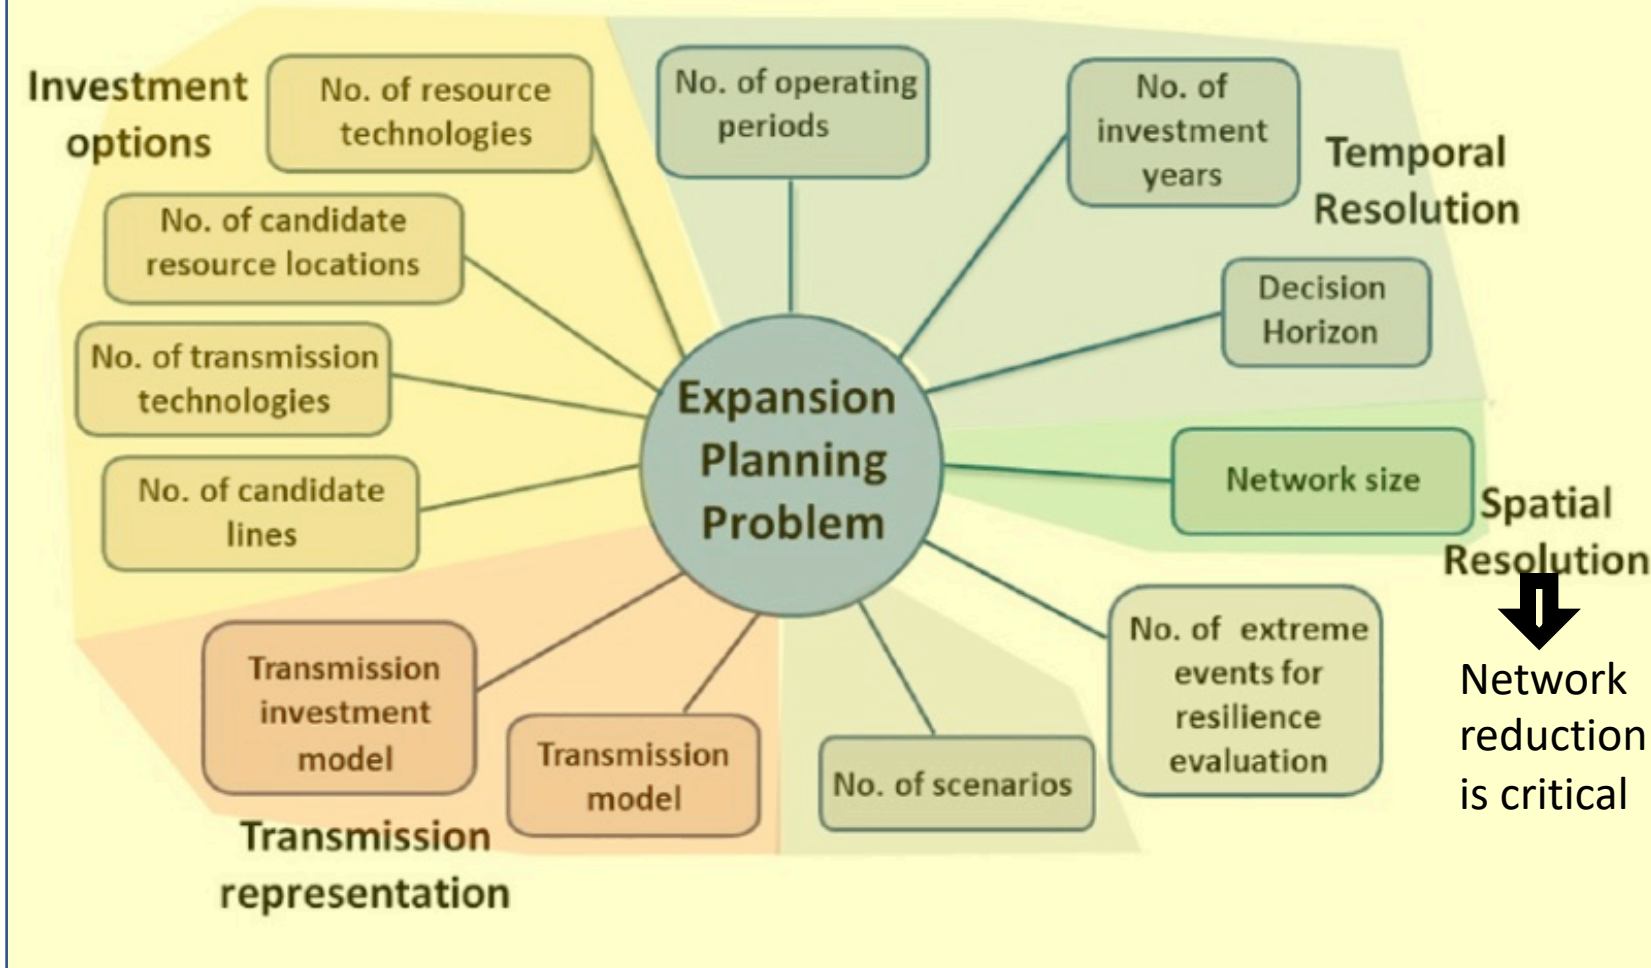 Investment
options
No. of resource
technologies
No. of candidate
resource locations
No. of transmission
technologies
No. of candidate
lines
No. of operating
periods
No. of
investment
years
Temporal
Resolution
Decision
Horizon
Expansion
Planning
Problem
Network size
Spatial
Resolution
Network
reduction
is critical
No. of extreme
events for
resilience
evaluation
No. of scenarios
Transmission
model
Transmission
investment
model
Transmission
representation